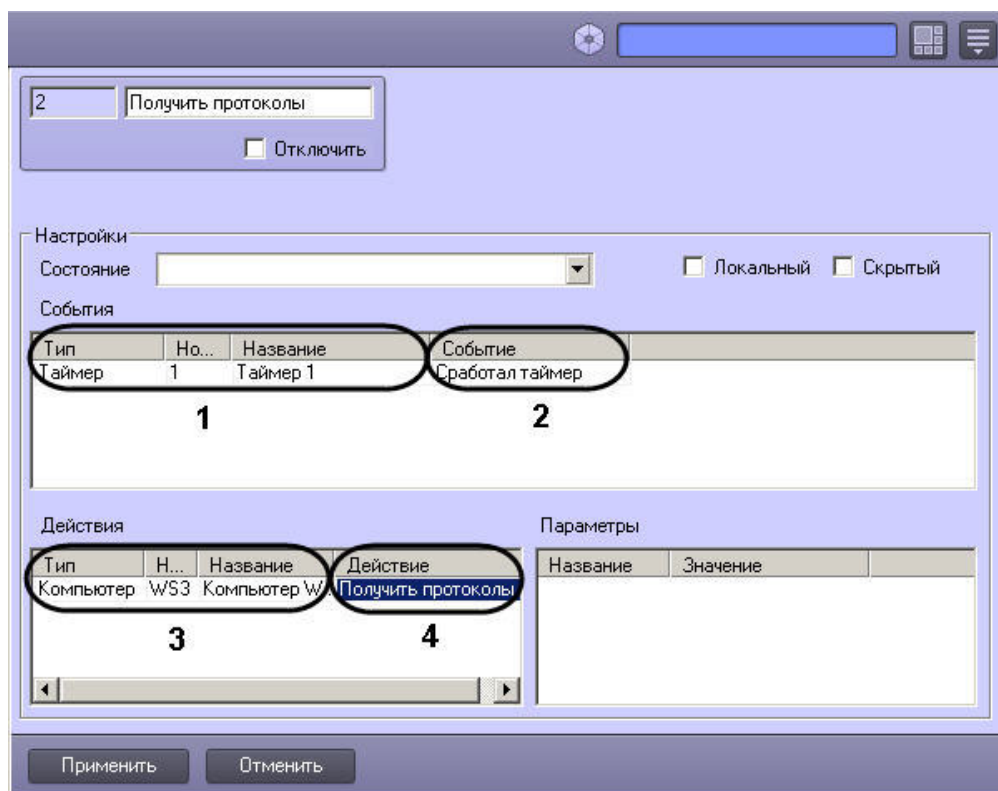 2 Получить протоколы
Отключить
Настройки
Состояние Локальный Скрытый
События
Тип Но... Название Событие
Таймер 1 Таймер 1 Сработал таймер
1 2
Действия Параметры
Тип Н... Название Действие Название Значение
Компьютер WS3 Компьютер W... Получить протоколы
3 4
Применить Отменить